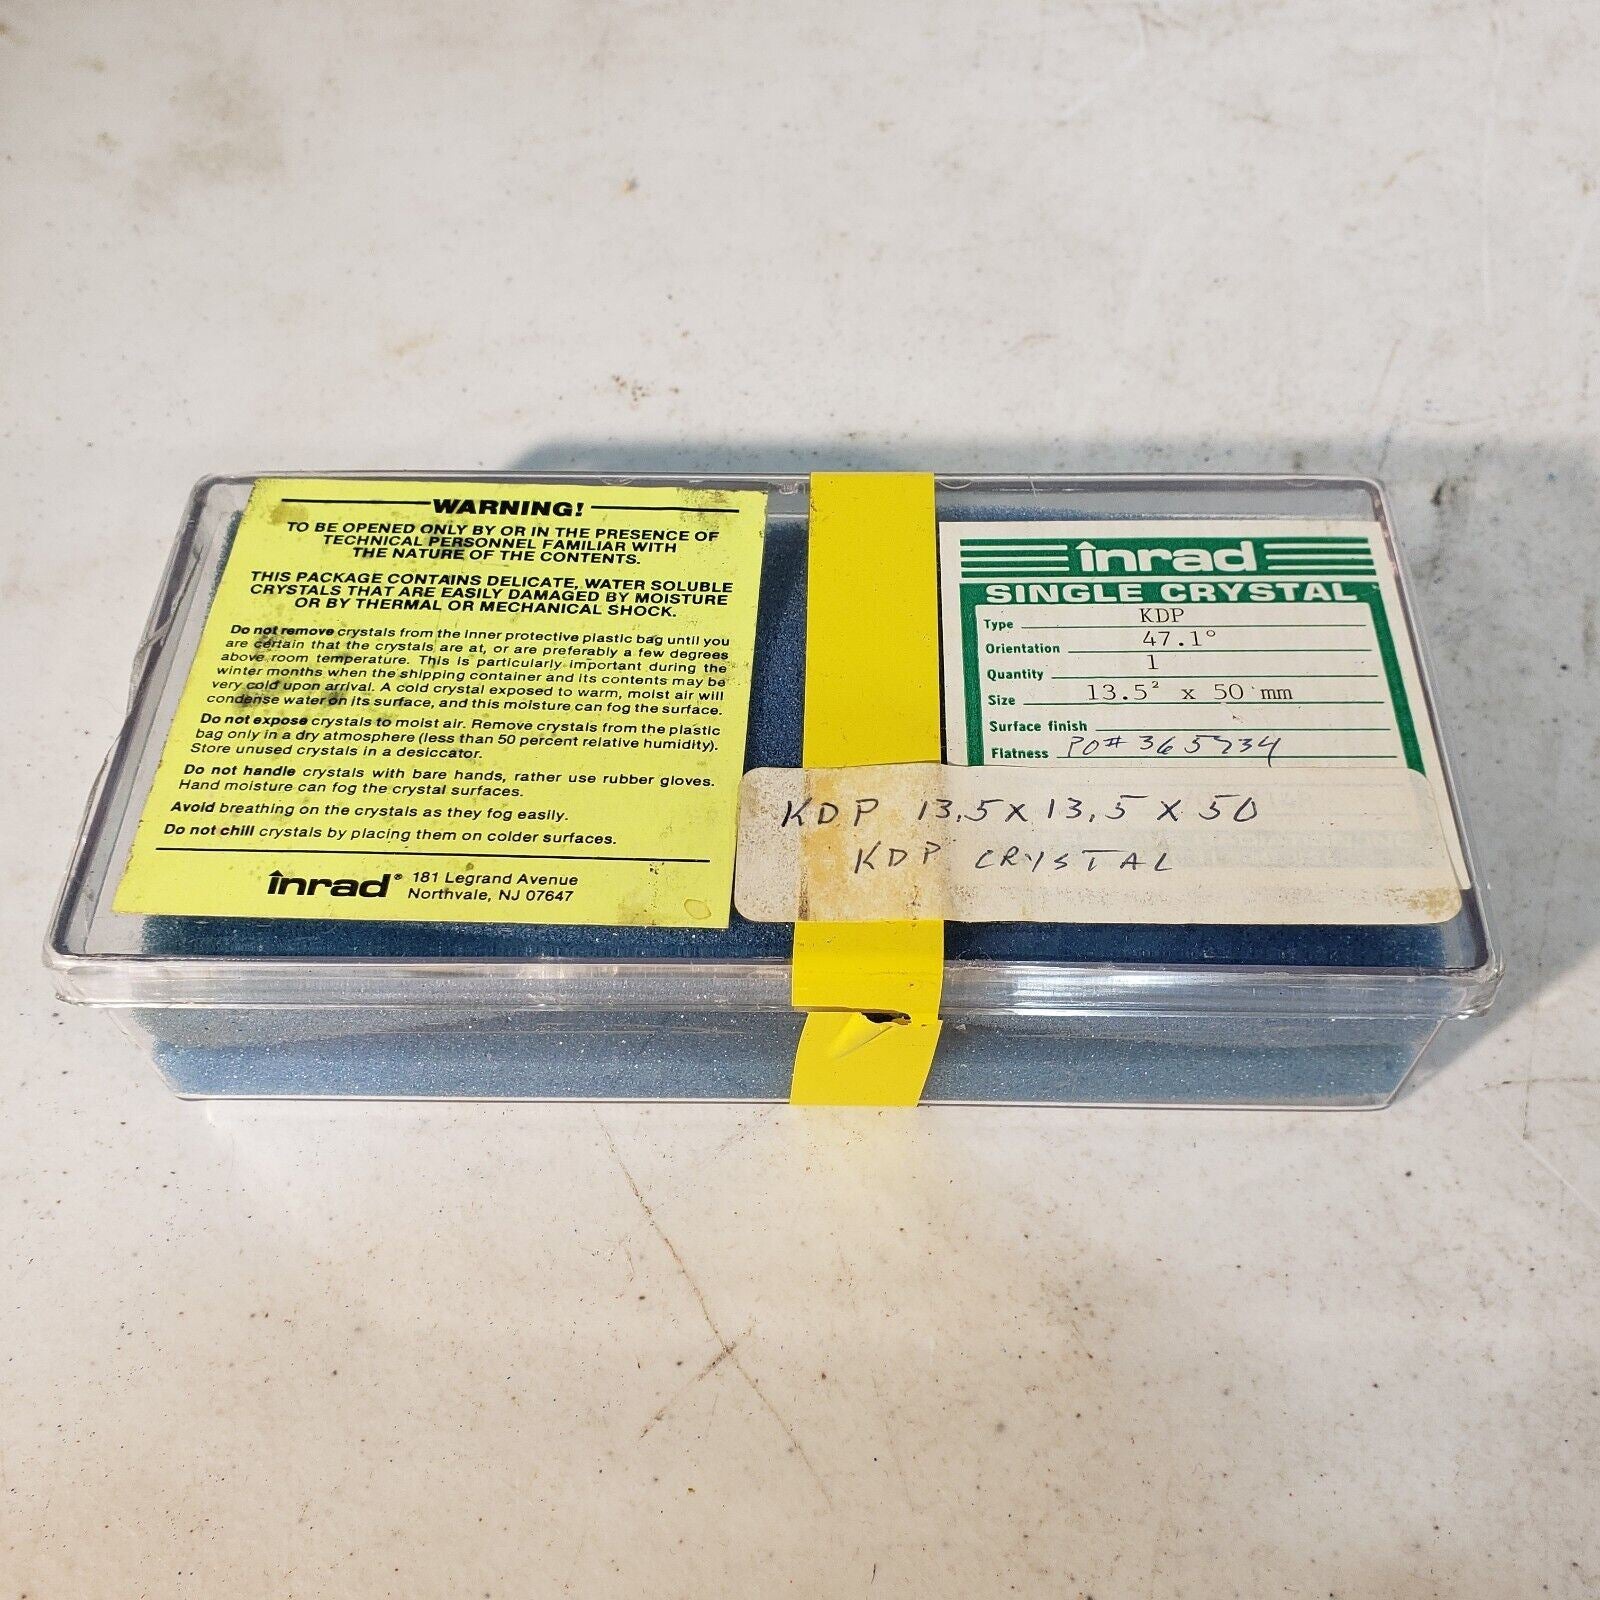 WARNING!
TO BE OPENED ONLY BY OR IN THE PRESENCE OF
TECHNICAL PERSONNEL FAMILIAR WITH
THE NATURE OF THE CONTENTS.
THIS PACKAGE CONTAINS DELICATE, WATER SOLUBLE
CRYSTALS THAT ARE EASILY DAMAGED BY MOISTURE
OR BY THERMAL OR MECHANICAL SHOCK.
Do not remove crystals from the inner protective plastic bag until you
are certain that the crystals are at, or are preferably a few degrees
above room temperature. This is particularly important during the
winter months when the shipping container and its contents may be
very cold upon arrival. A cold crystal exposed to warm, moist air will
condense water on its surface, and this moisture can fog the surface.
Do not expose crystals to moist air. Remove crystals from the plastic
bag only in a dry atmosphere (less than 50 percent relative humidity).
Store unused crystals in a desiccator.
Do not handle crystals with bare hands, rather use rubber gloves.
Hand moisture can fog the crystal surfaces.
Avoid breathing on the crystals as they fog easily.
Do not chill crystals by placing them on colder surfaces.
înrad® 181 Legrand Avenue
Northvale, NJ 07647
înrad
SINGLE CRYSTAL
Type KDP
Orientation 47.1°
Quantity 1
Size 13.5² x 50 mm
Surface finish
Flatness PO# 365734
KDP 13.5 x 13.5 x 50
KDP CRYSTAL